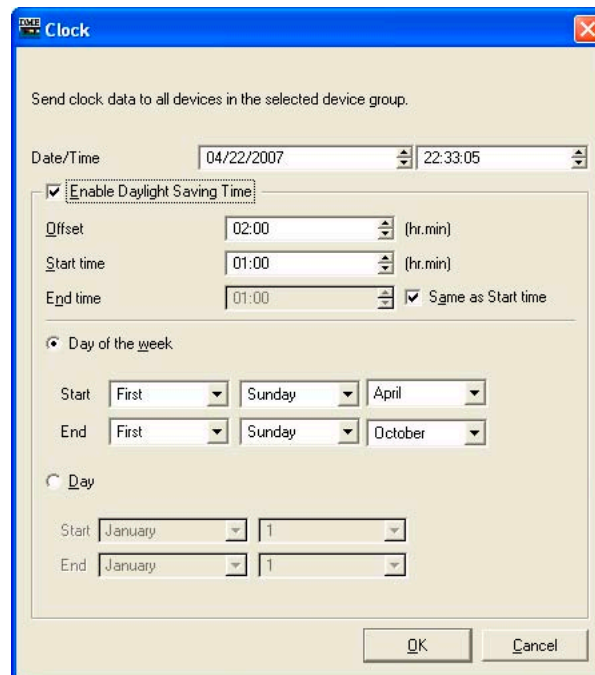 DME
Clock
Send clock data to all devices in the selected device group.
Date/Time 04/22/2007 22:33:05
Enable Daylight Saving Time
Offset 02:00 (hr.min)
Start time 01:00 (hr.min)
End time 01:00 Same as Start time
Day of the week
Start First Sunday April
End First Sunday October
Day
Start January 1
End January 1
OK Cancel